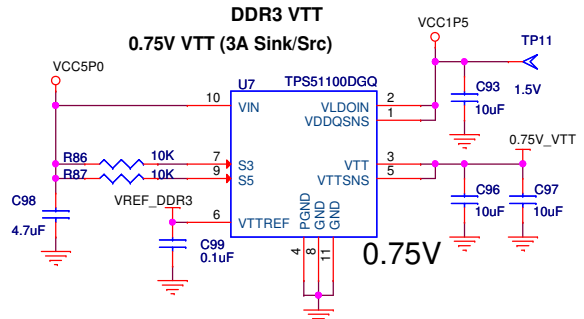 DDR3 VTT
0.75V VTT (3A Sink/Src)
VCC5P0
VCC1P5
TP11
1.5V
U7
TPS51100DGQ
10
VIN
VLDOIN
2
VDDQSNS
1
C93
10uF
R86
10K
7
S3
R87
10K
9
S5
VTT
3
VTTSNS
5
0.75V_VTT
C98
4.7uF
VREF_DDR3
6
VTTREF
C99
0.1uF
PGND
GND
GND
4
8
11
C96
10uF
C97
10uF
0.75V